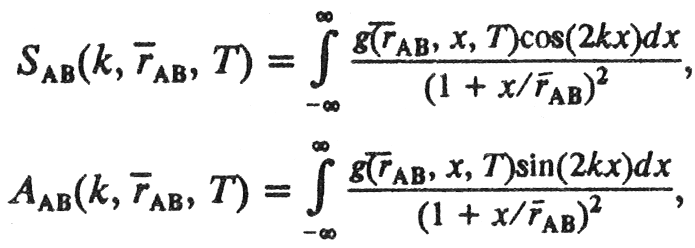 S_AB(k, r̄_AB, T) = ∫_{-∞}^{∞} g(r̄_AB, x, T)cos(2kx)dx / (1 + x/r̄_AB)²,
A_AB(k, r̄_AB, T) = ∫_{-∞}^{∞} g(r̄_AB, x, T)sin(2kx)dx / (1 + x/r̄_AB)²,